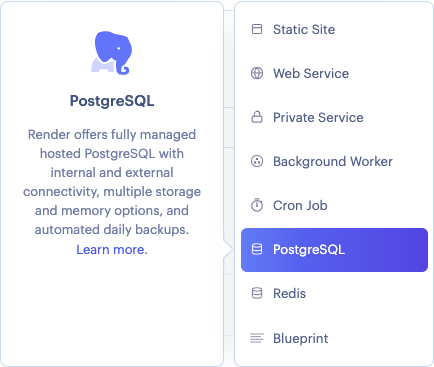 PostgreSQL
Render offers fully managed
hosted PostgreSQL with
internal and external
connectivity, multiple storage
and memory options, and
automated daily backups.
Learn more.
Static Site
Web Service
Private Service
Background Worker
Cron Job
PostgreSQL
Redis
Blueprint